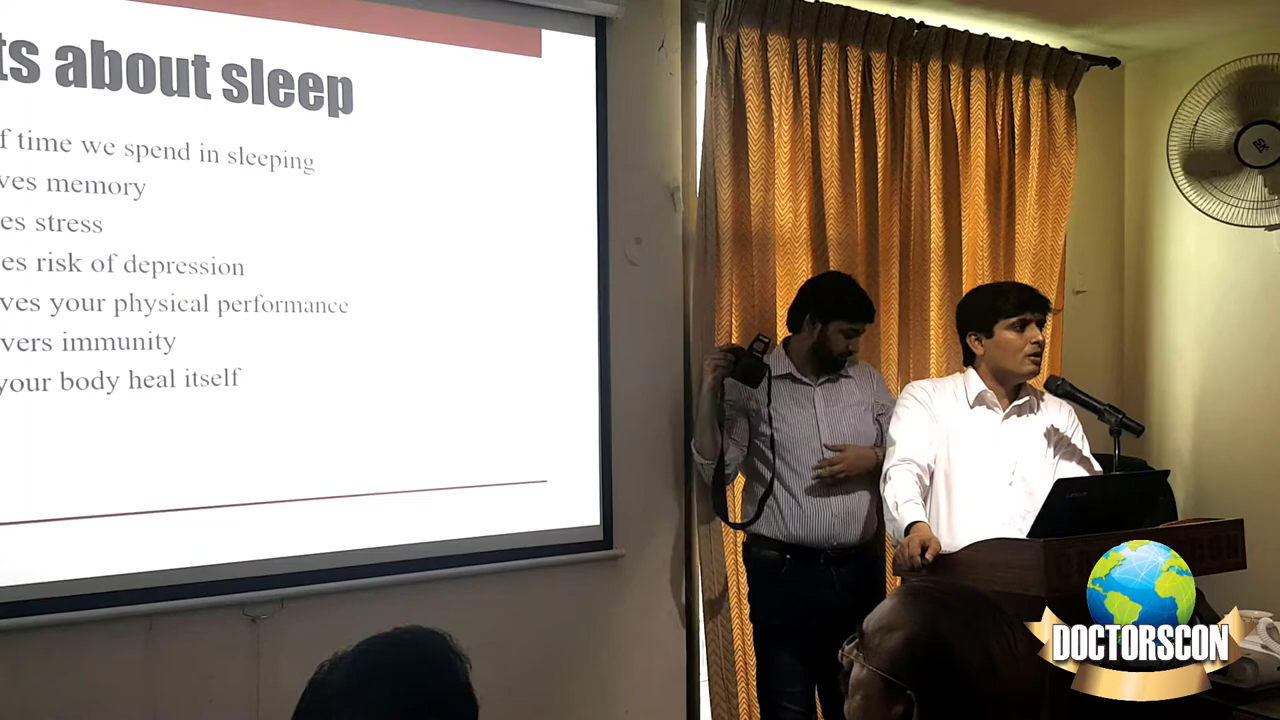 ts about sleep
f time we spend in sleeping
ves memory
es stress
es risk of depression
ves your physical performance
vers immunity
your body heal itself
DOCTORSCON